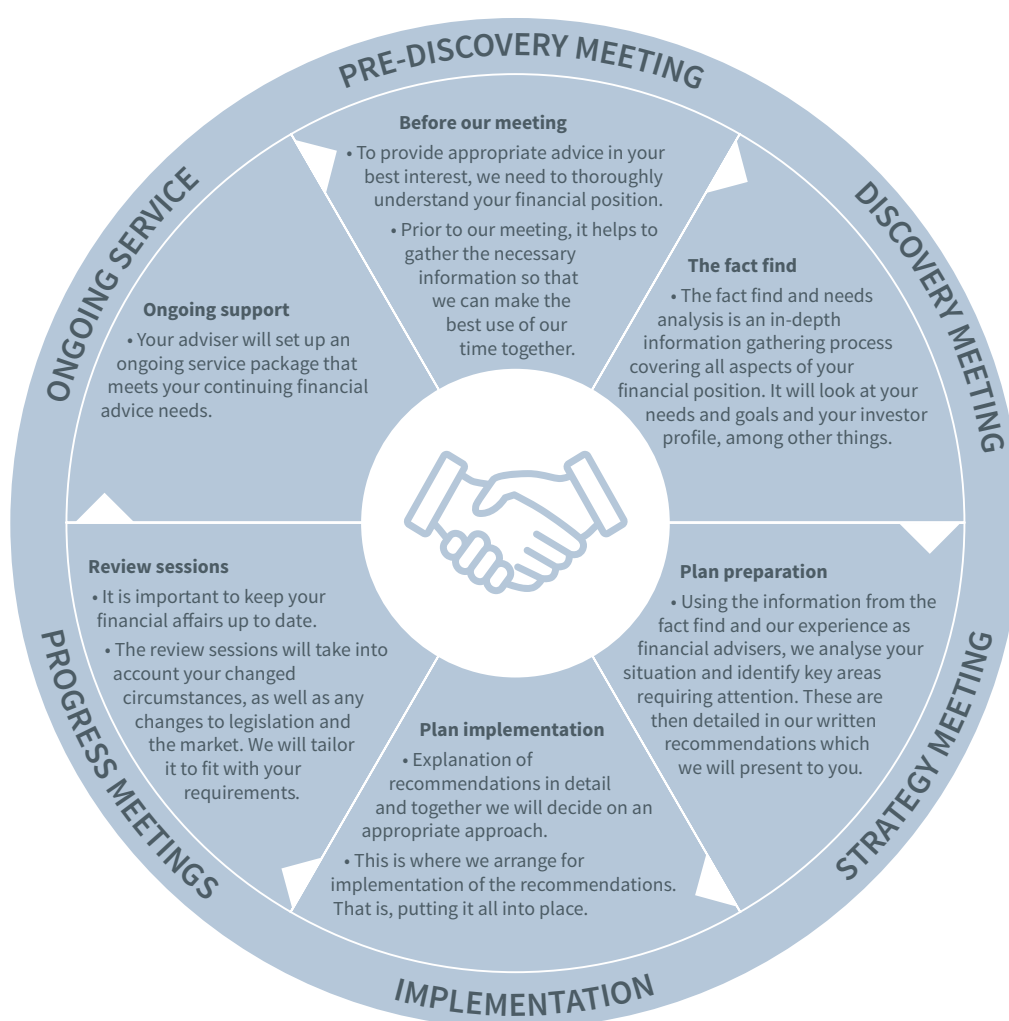 PRE-DISCOVERY MEETING
Before our meeting
• To provide appropriate advice in your
best interest, we need to thoroughly
understand your financial position.
• Prior to our meeting, it helps to
gather the necessary
information so that
we can make the
best use of our
time together.
DISCOVERY MEETING
The fact find
• The fact find and needs
analysis is an in-depth
information gathering process
covering all aspects of your
financial position. It will look at your
needs and goals and your investor
profile, among other things.
STRATEGY MEETING
Plan preparation
• Using the information from the
fact find and our experience as
financial advisers, we analyse your
situation and identify key areas
requiring attention. These are
then detailed in our written
recommendations which
we will present to you.
IMPLEMENTATION
Plan implementation
• Explanation of
recommendations in detail
and together we will decide on an
appropriate approach.
• This is where we arrange for
implementation of the recommendations.
That is, putting it all into place.
PROGRESS MEETINGS
Review sessions
• It is important to keep your
financial affairs up to date.
• The review sessions will take into
account your changed
circumstances, as well as any
changes to legislation and
the market. We will tailor
it to fit with your
requirements.
ONGOING SERVICE
Ongoing support
• Your adviser will set up an
ongoing service package that
meets your continuing financial
advice needs.